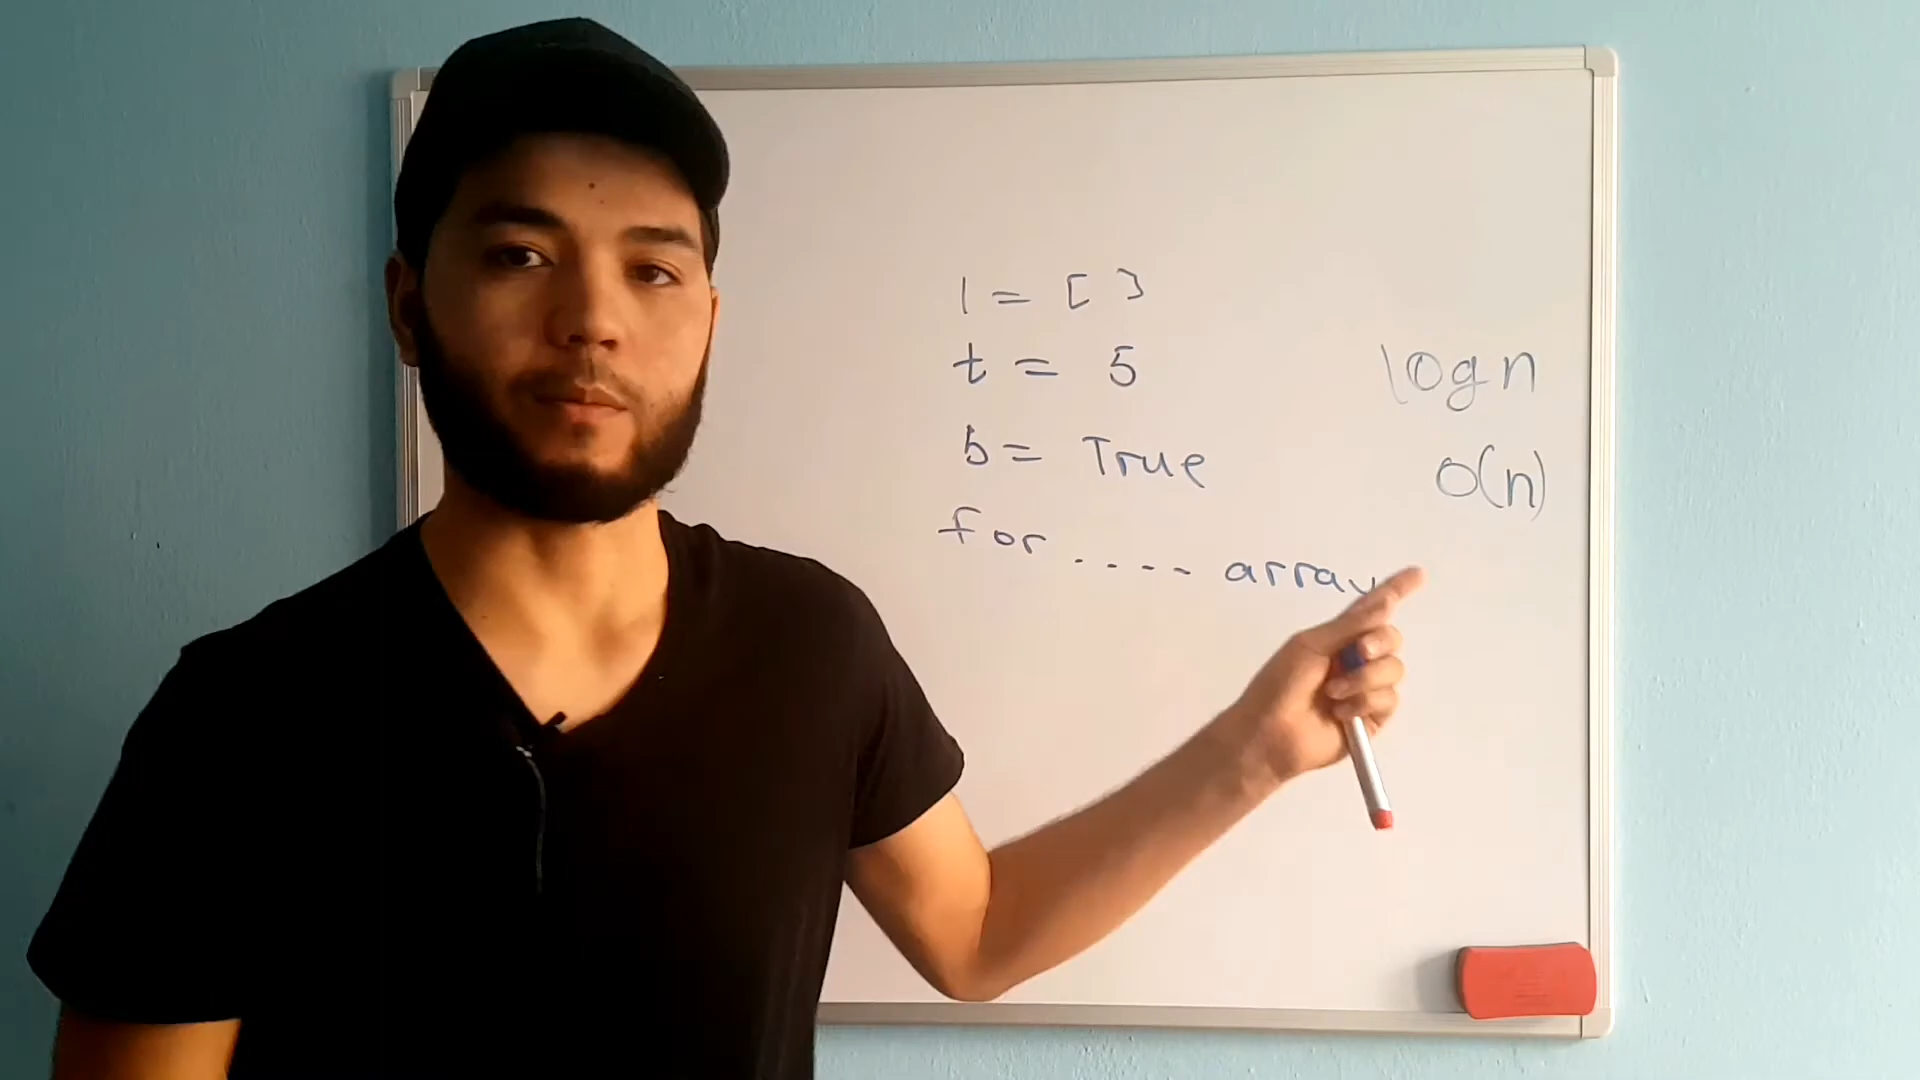 l = [ ]
t = 5
b = True
for .... array
log n
O(n)